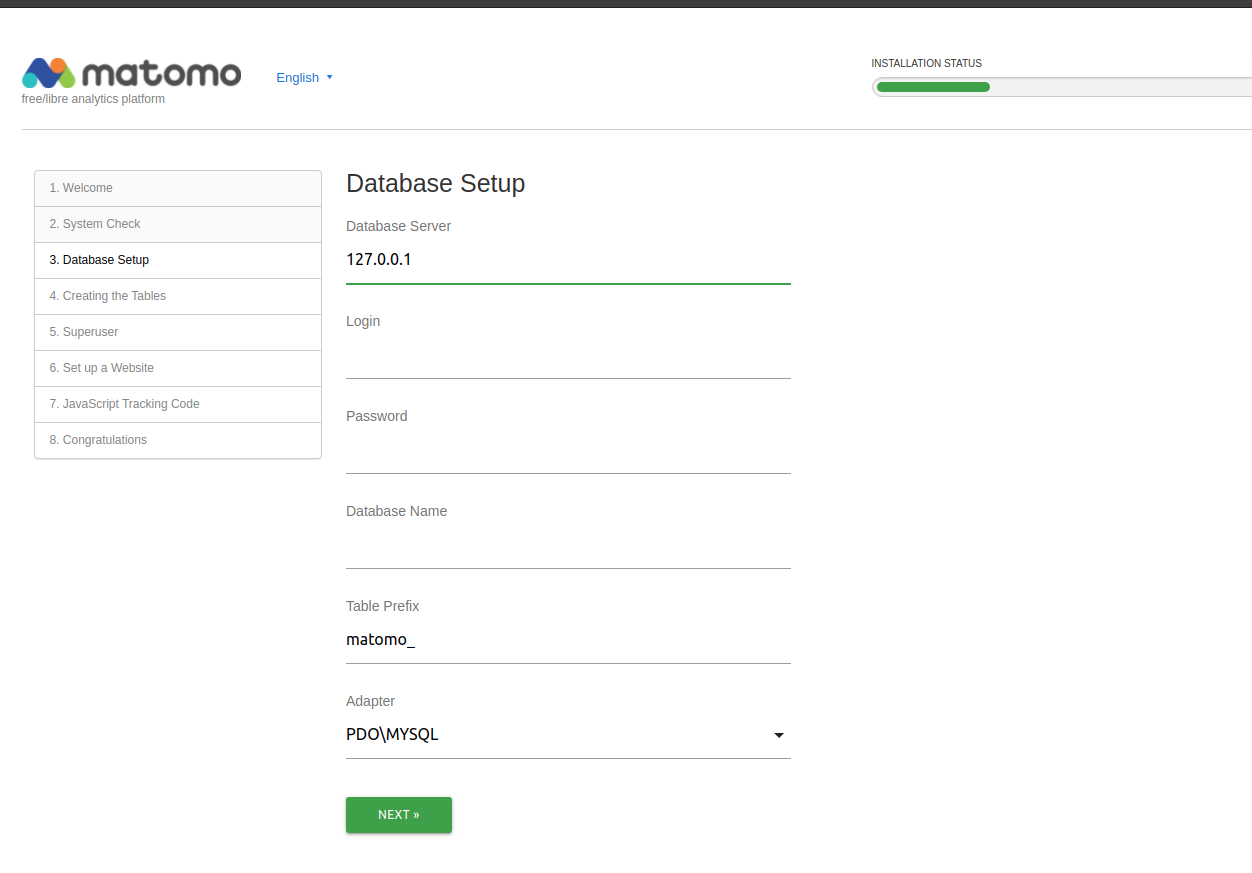 matomo
free/libre analytics platform
English
INSTALLATION STATUS
1. Welcome
2. System Check
3. Database Setup
4. Creating the Tables
5. Superuser
6. Set up a Website
7. JavaScript Tracking Code
8. Congratulations
Database Setup
Database Server
127.0.0.1
Login
Password
Database Name
Table Prefix
matomo_
Adapter
PDO\MYSQL
NEXT »